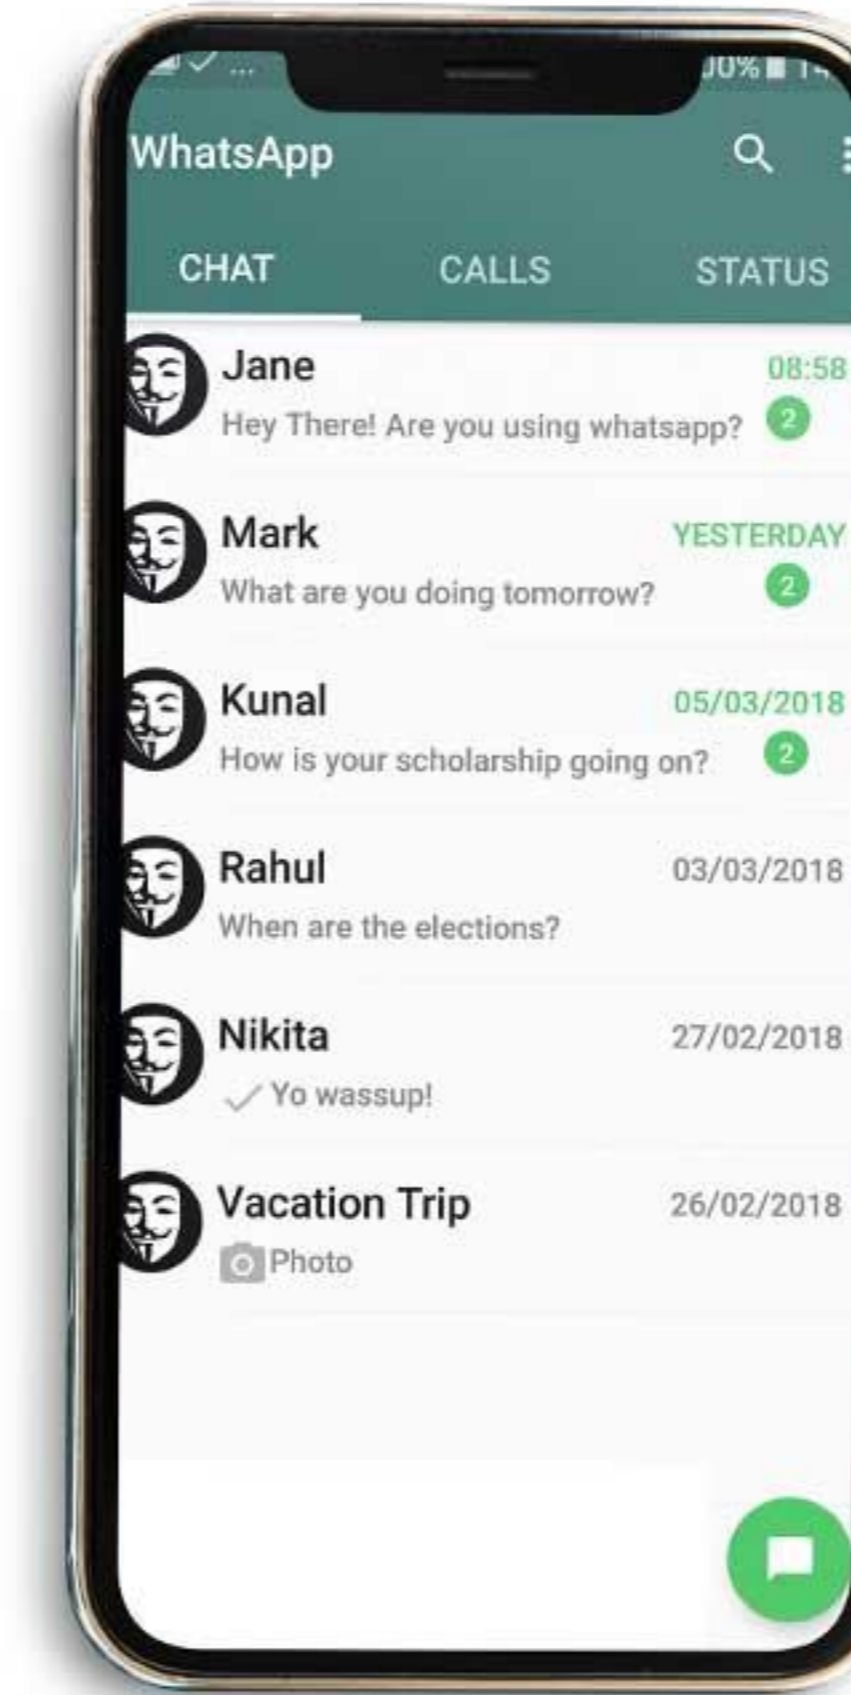 00% 14
WhatsApp
CHAT CALLS STATUS
Jane 08:58
Hey There! Are you using whatsapp? 2
Mark YESTERDAY
What are you doing tomorrow? 2
Kunal 05/03/2018
How is your scholarship going on? 2
Rahul 03/03/2018
When are the elections?
Nikita 27/02/2018
Yo wassup!
Vacation Trip 26/02/2018
Photo